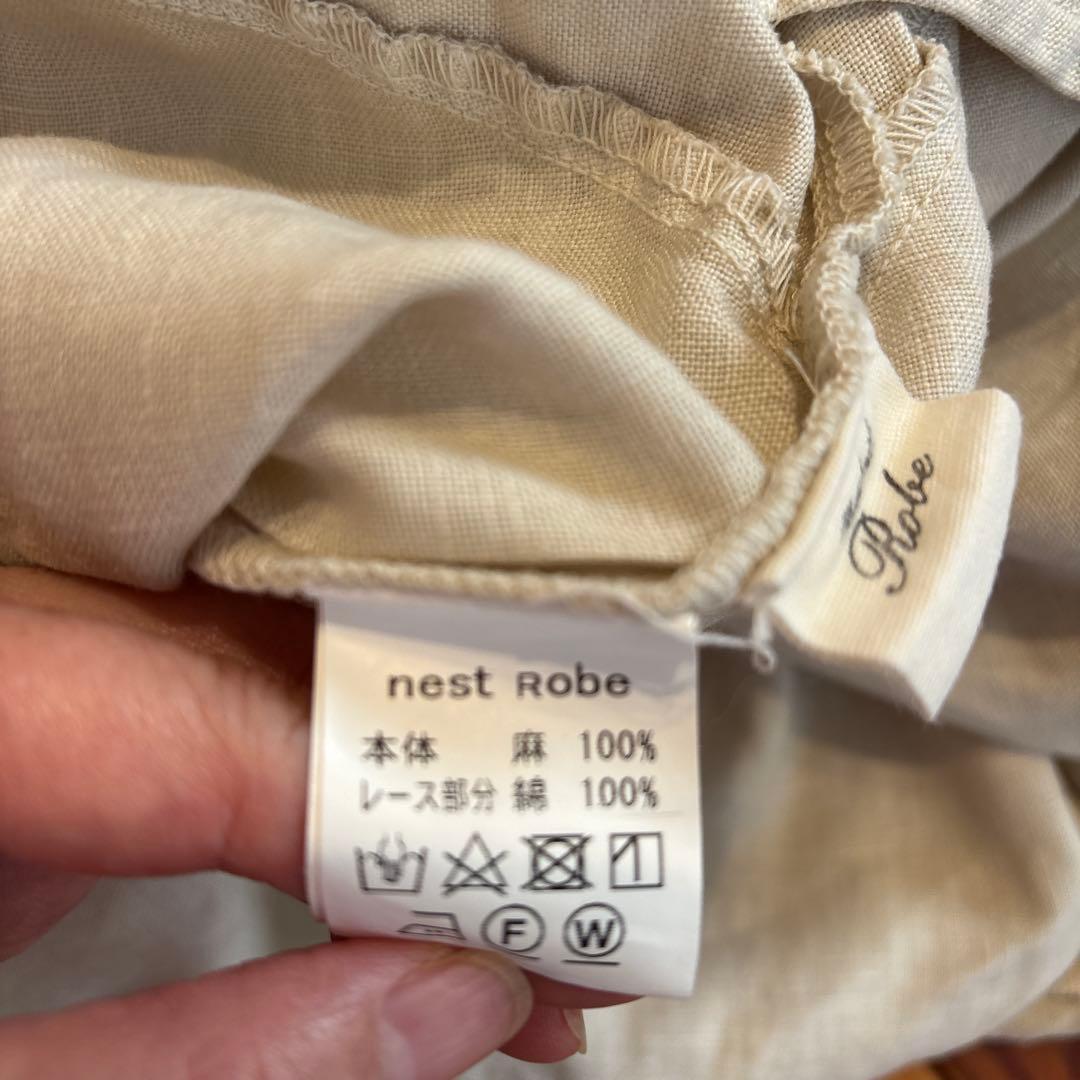 nest Robe
本体 麻 100%
レース部分 綿 100%
F W
Robe